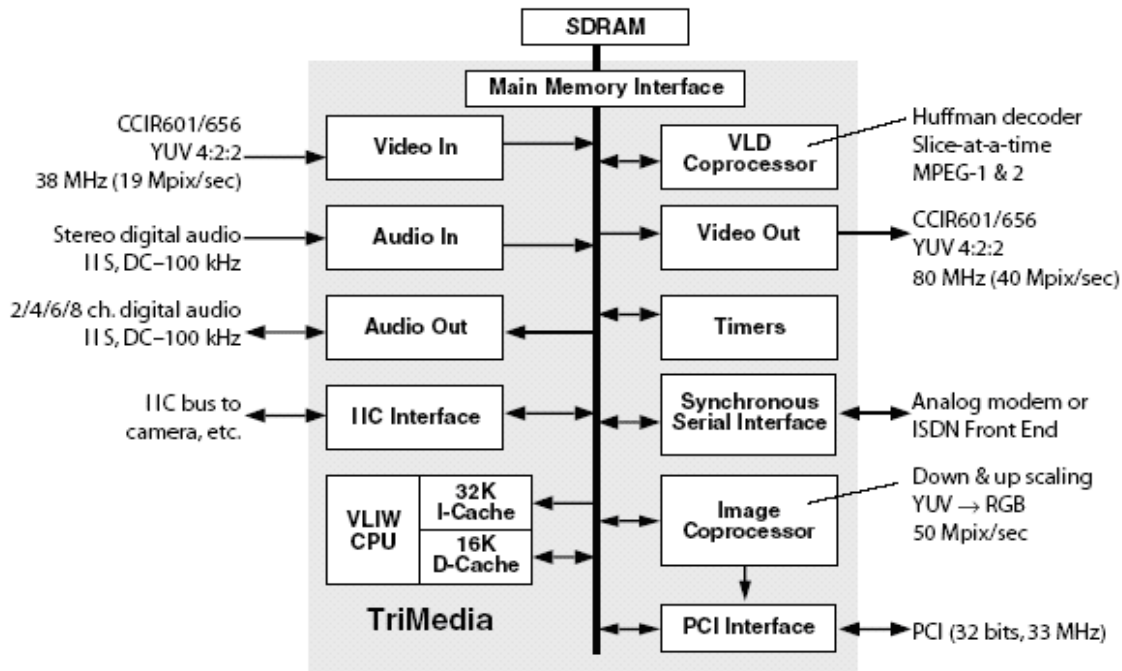 SDRAM
Main Memory Interface
CCIR601/656
YUV 4:2:2
38 MHz (19 Mpix/sec)
Video In
VLD
Coprocessor
Huffman decoder
Slice-at-a-time
MPEG-1 & 2
Stereo digital audio
IIS, DC–100 kHz
Audio In
Video Out
CCIR601/656
YUV 4:2:2
80 MHz (40 Mpix/sec)
2/4/6/8 ch. digital audio
IIS, DC–100 kHz
Audio Out
Timers
IIC bus to
camera, etc.
IIC Interface
Synchronous
Serial Interface
Analog modem or
ISDN Front End
VLIW
CPU
32K
I-Cache
16K
D-Cache
Image
Coprocessor
Down & up scaling
YUV → RGB
50 Mpix/sec
TriMedia
PCI Interface
PCI (32 bits, 33 MHz)